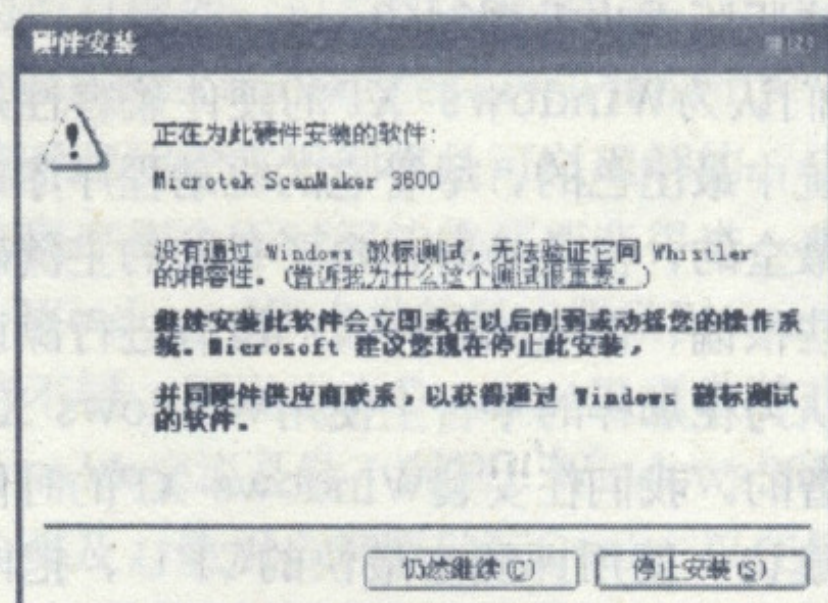 硬件安装
正在为此硬件安装的软件:
Microtek ScanMaker 3600
没有通过 Windows 徽标测试，无法验证它同 Whistler
的相容性。(告诉我为什么这个测试很重要。)
继续安装此软件会立即或在以后削弱或动摇您的操作系
统。Microsoft 建议您现在停止此安装，
并同硬件供应商联系，以获得通过 Windows 徽标测试
的软件。
仍然继续(C)
停止安装(S)